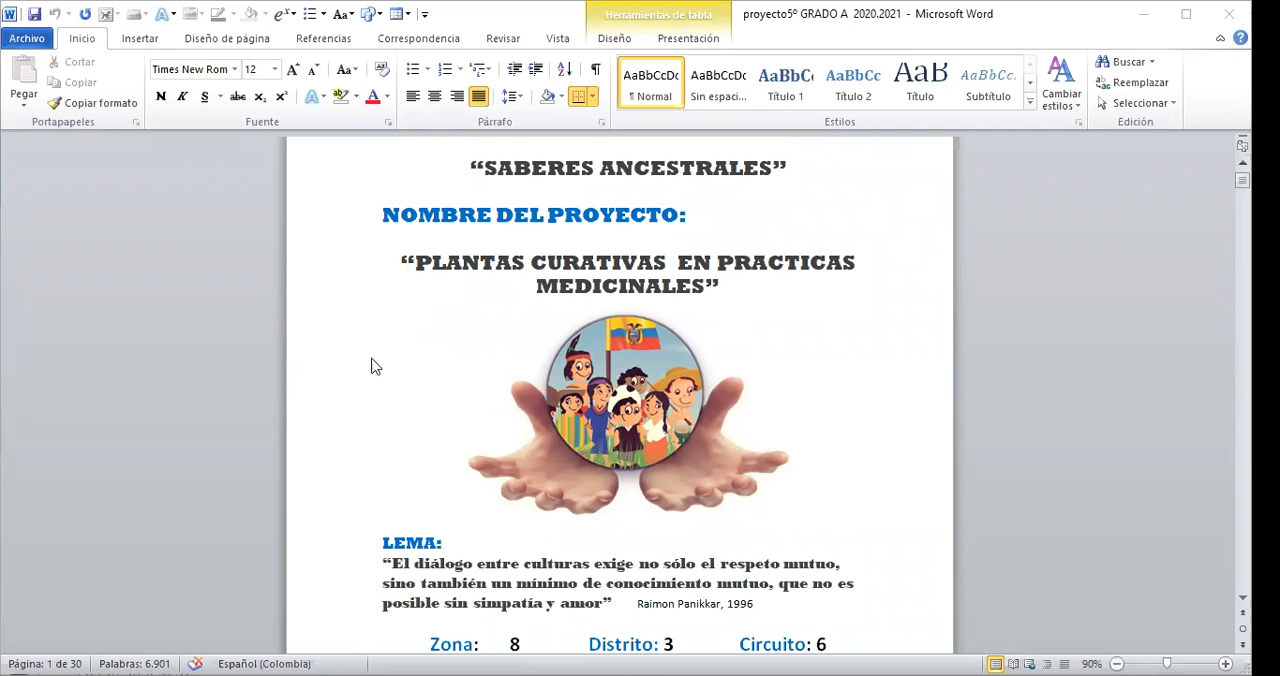 proyecto5º GRADO A  2020.2021  -  Microsoft Word
Herramientas de tabla
Archivo Inicio Insertar Diseño de página Referencias Correspondencia Revisar Vista Diseño Presentación
Pegar
Cortar
Copiar
Copiar formato
Portapapeles
Times New Rom 12
Fuente
Párrafo
AaBbCcDc AaBbCcDc AaBbC( AaBbCc AaB AaBbCc.
¶ Normal Sin espaci... Título 1 Título 2 Título Subtítulo
Cambiar
estilos
Estilos
Buscar
Reemplazar
Seleccionar
Edición
“SABERES ANCESTRALES”
NOMBRE DEL PROYECTO:
“PLANTAS CURATIVAS  EN PRACTICAS
MEDICINALES”
LEMA:
“El diálogo entre culturas exige no sólo el respeto mutuo,
sino también un mínimo de conocimiento mutuo, que no es
posible sin simpatía y amor” Raimon Panikkar, 1996
Zona: 8 Distrito: 3 Circuito: 6
Página: 1 de 30 Palabras: 6.901 Español (Colombia) 90%